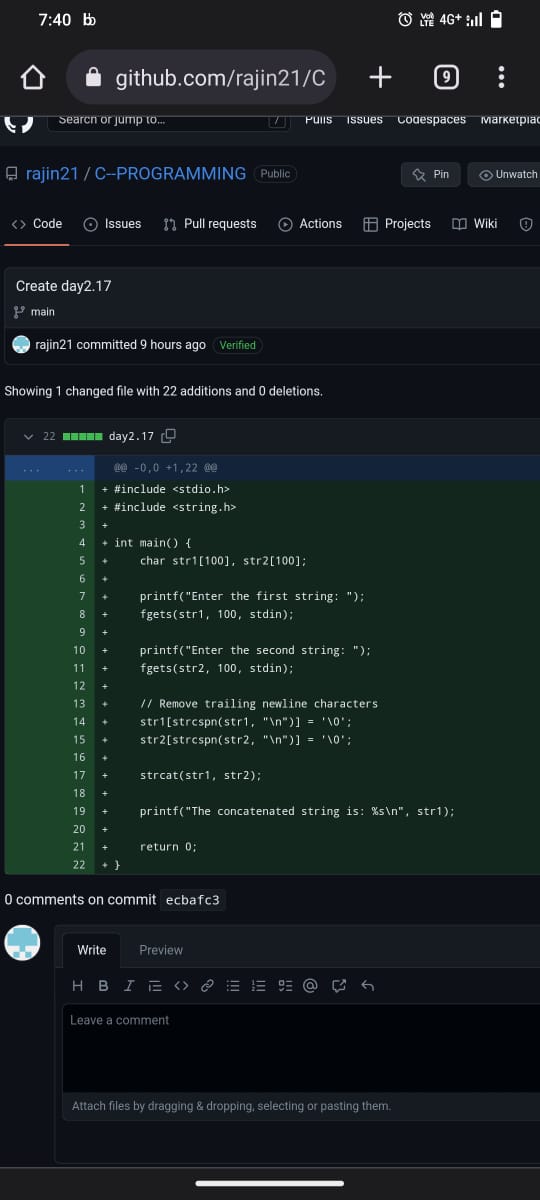 7:40
Vo) LTE 4G+
github.com/rajin21/C
9
Search or jump to... /
Pulls Issues Codespaces Marketplac
rajin21 / C--PROGRAMMING Public
Pin
Unwatch
Code Issues Pull requests Actions Projects Wiki
Create day2.17
main
rajin21 committed 9 hours ago Verified
Showing 1 changed file with 22 additions and 0 deletions.
22 day2.17
... ... @@ -0,0 +1,22 @@
1 + #include <stdio.h>
2 + #include <string.h>
3 +
4 + int main() {
5 +     char str1[100], str2[100];
6 +
7 +     printf("Enter the first string: ");
8 +     fgets(str1, 100, stdin);
9 +
10 +     printf("Enter the second string: ");
11 +     fgets(str2, 100, stdin);
12 +
13 +     // Remove trailing newline characters
14 +     str1[strcspn(str1, "\n")] = '\0';
15 +     str2[strcspn(str2, "\n")] = '\0';
16 +
17 +     strcat(str1, str2);
18 +
19 +     printf("The concatenated string is: %s\n", str1);
20 +
21 +     return 0;
22 + }
0 comments on commit ecbafc3
Write Preview
H B I
Leave a comment
Attach files by dragging & dropping, selecting or pasting them.